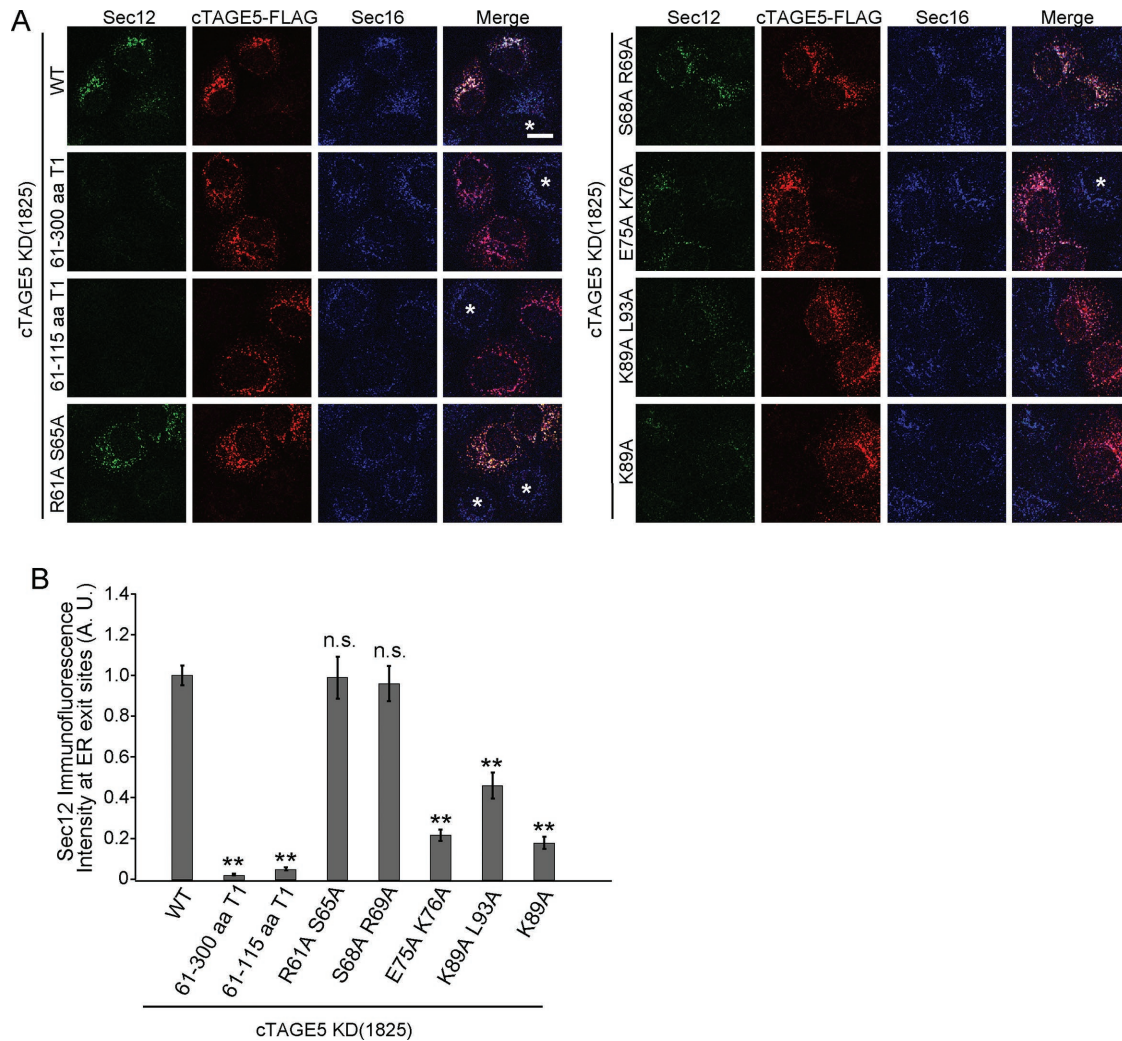 A
Sec12 cTAGE5-FLAG Sec16 Merge
cTAGE5 KD(1825)
WT
*
61-300 aa T1
*
61-115 aa T1
*
R61A S65A
* *
Sec12 cTAGE5-FLAG Sec16 Merge
cTAGE5 KD(1825)
S68A R69A
E75A K76A
*
K89A L93A
K89A
B
Sec12 Immunofluorescence
Intensity at ER exit sites (A. U.)
1.4
1.2
1.0
0.8
0.6
0.4
0.2
0
** ** n.s. n.s. ** ** **
WT 61-300 aa T1 61-115 aa T1 R61A S65A S68A R69A E75A K76A K89A L93A K89A
cTAGE5 KD(1825)